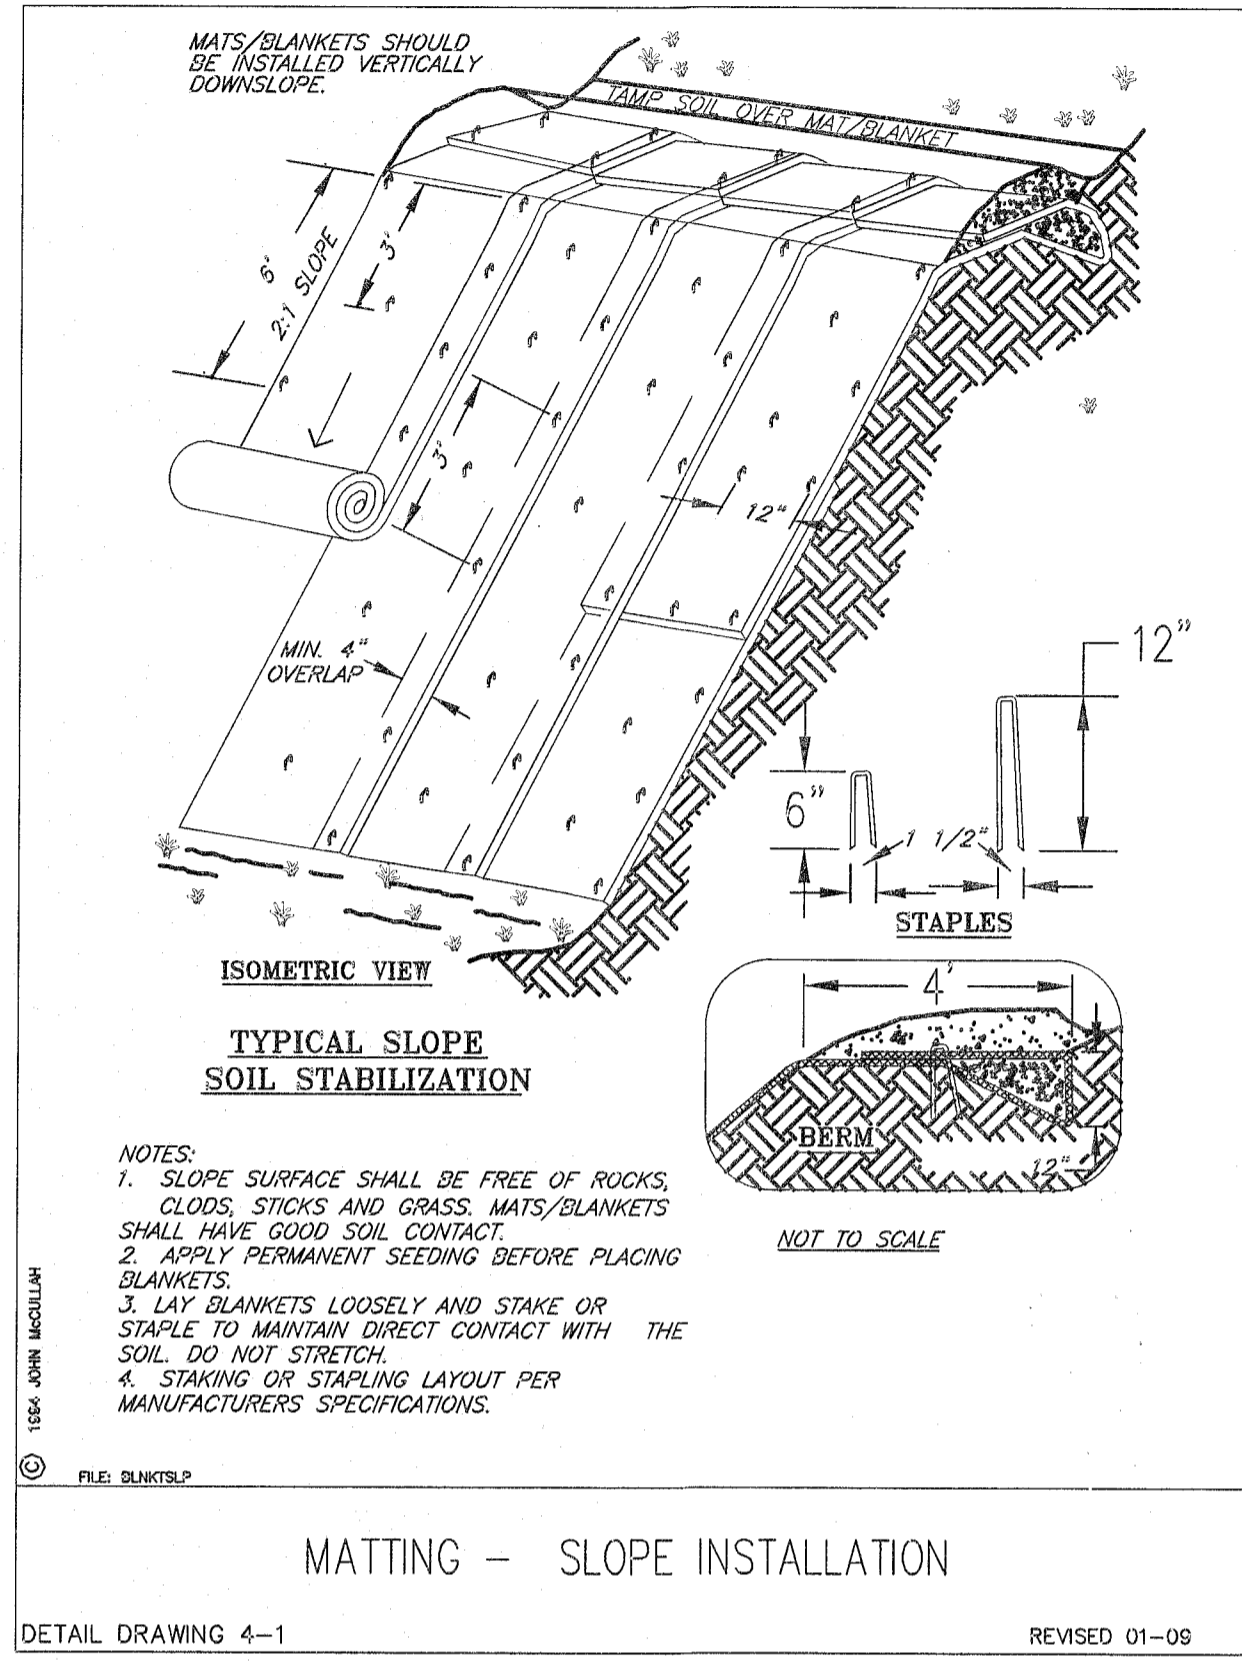 MATS/BLANKETS SHOULD
BE INSTALLED VERTICALLY
DOWNSLOPE.
TAMP SOIL OVER MAT/BLANKET
6'
2:1 SLOPE
3'
3'
12"
MIN. 4"
OVERLAP
12"
6"
1 1/2"
STAPLES
ISOMETRIC VIEW
4'
TYPICAL SLOPE
SOIL STABILIZATION
BERM
12"
NOT TO SCALE
NOTES:
1. SLOPE SURFACE SHALL BE FREE OF ROCKS,
CLODS, STICKS AND GRASS. MATS/BLANKETS
SHALL HAVE GOOD SOIL CONTACT.
2. APPLY PERMANENT SEEDING BEFORE PLACING
BLANKETS.
3. LAY BLANKETS LOOSELY AND STAKE OR
STAPLE TO MAINTAIN DIRECT CONTACT WITH THE
SOIL. DO NOT STRETCH.
4. STAKING OR STAPLING LAYOUT PER
MANUFACTURERS SPECIFICATIONS.
© 1994 JOHN McCULLAH
FILE: BLNKTSLP
MATTING - SLOPE INSTALLATION
DETAIL DRAWING 4-1
REVISED 01-09